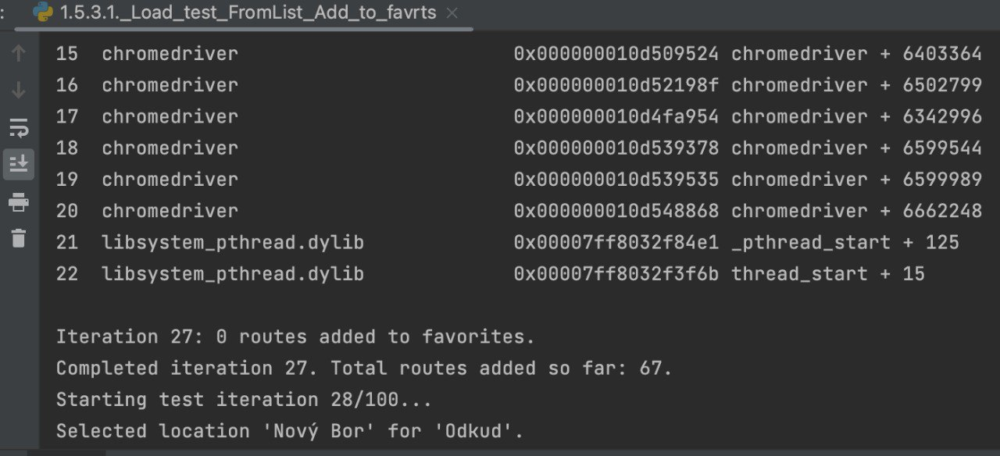 1.5.3.1._Load_test_FromList_Add_to_favrts
15 chromedriver 0x000000010d509524 chromedriver + 6403364
16 chromedriver 0x000000010d52198f chromedriver + 6502799
17 chromedriver 0x000000010d4fa954 chromedriver + 6342996
18 chromedriver 0x000000010d539378 chromedriver + 6599544
19 chromedriver 0x000000010d539535 chromedriver + 6599989
20 chromedriver 0x000000010d548868 chromedriver + 6662248
21 libsystem_pthread.dylib 0x00007ff8032f84e1 _pthread_start + 125
22 libsystem_pthread.dylib 0x00007ff8032f3f6b thread_start + 15
Iteration 27: 0 routes added to favorites.
Completed iteration 27. Total routes added so far: 67.
Starting test iteration 28/100...
Selected location 'Nový Bor' for 'Odkud'.